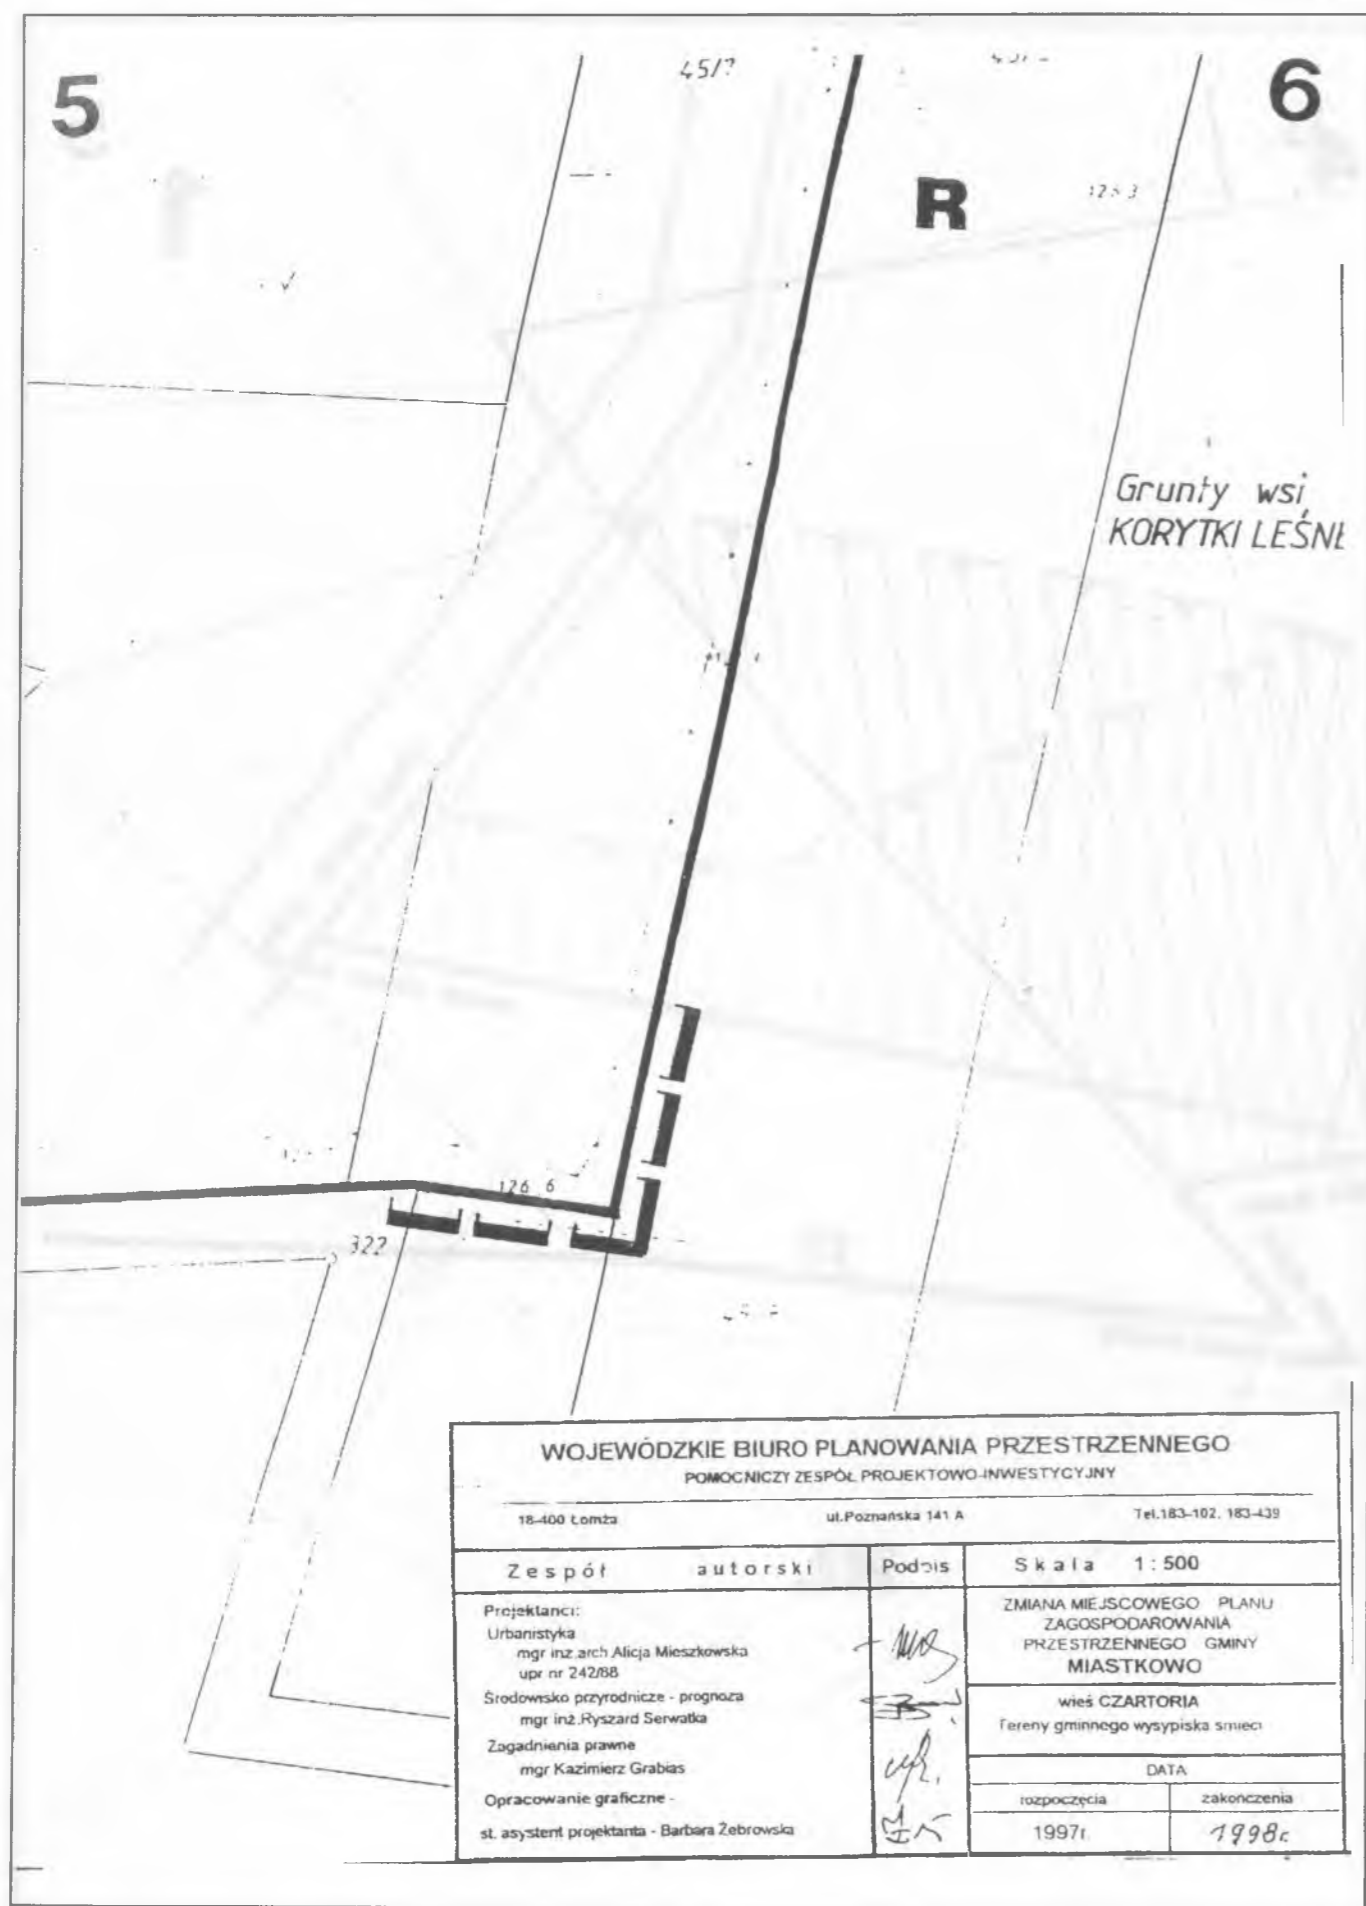 5
6
R
Grunty wsi
KORYTKI LEŚNE
126 6
322
WOJEWÓDZKIE BIURO PLANOWANIA PRZESTRZENNEGO
POMOCNICZY ZESPÓŁ PROJEKTOWO-INWESTYCYJNY
18-400 Łomża ul.Poznańska 141 A Tel.183-102, 183-439
Zespół autorski Podpis Skala 1:500
Projektanci:
Urbanistyka
mgr inż.arch.Alicja Mieszkowska
upr nr 242/88
Środowisko przyrodnicze - prognoza
mgr inż.Ryszard Serwatka
Zagadnienia prawne
mgr Kazimierz Grabias
Opracowanie graficzne -
st. asystent projektanta - Barbara Żebrowska
ZMIANA MIEJSCOWEGO PLANU
ZAGOSPODAROWANIA
PRZESTRZENNEGO GMINY
MIASTKOWO
wieś CZARTORIA
Tereny gminnego wysypiska śmieci
DATA
rozpoczęcia zakończenia
1997r. 1998r.